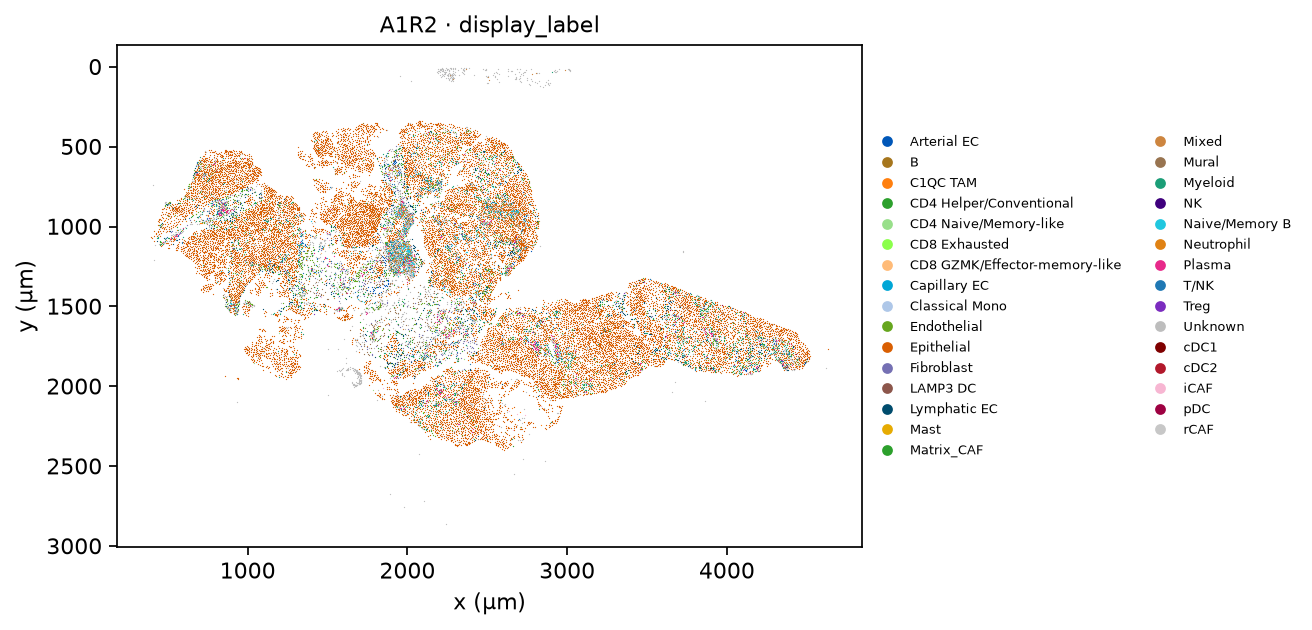 A1R2 · display_label
0
500
1000
1500
2000
2500
3000
y (μm)
1000
2000
3000
4000
x (μm)
Arterial EC
B
C1QC TAM
CD4 Helper/Conventional
CD4 Naive/Memory-like
CD8 Exhausted
CD8 GZMK/Effector-memory-like
Capillary EC
Classical Mono
Endothelial
Epithelial
Fibroblast
LAMP3 DC
Lymphatic EC
Mast
Matrix_CAF
Mixed
Mural
Myeloid
NK
Naive/Memory B
Neutrophil
Plasma
T/NK
Treg
Unknown
cDC1
cDC2
iCAF
pDC
rCAF